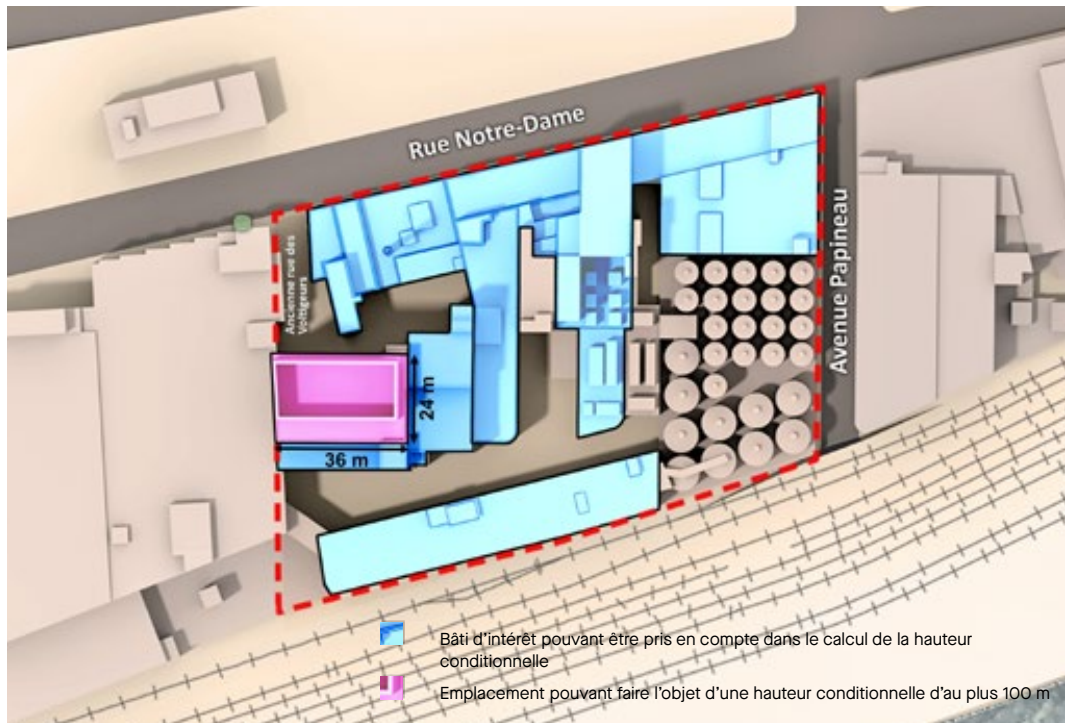 Rue Notre-Dame
Ancienne rue des
Voltigeurs
Avenue Papineau
24 m
36 m
Bâti d'intérêt pouvant être pris en compte dans le calcul de la hauteur
conditionnelle
Emplacement pouvant faire l'objet d'une hauteur conditionnelle d'au plus 100 m